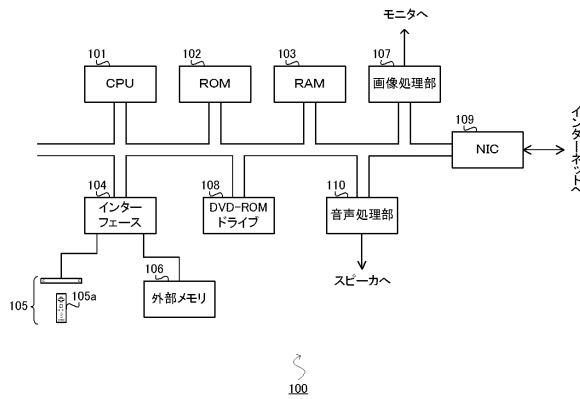 モニタへ
101
CPU
102
ROM
103
RAM
107
画像処理部
109
NIC
インターネットへ
104
インター
フェース
108
DVD-ROM
ドライブ
110
音声処理部
スピーカへ
105
105a
106
外部メモリ
100